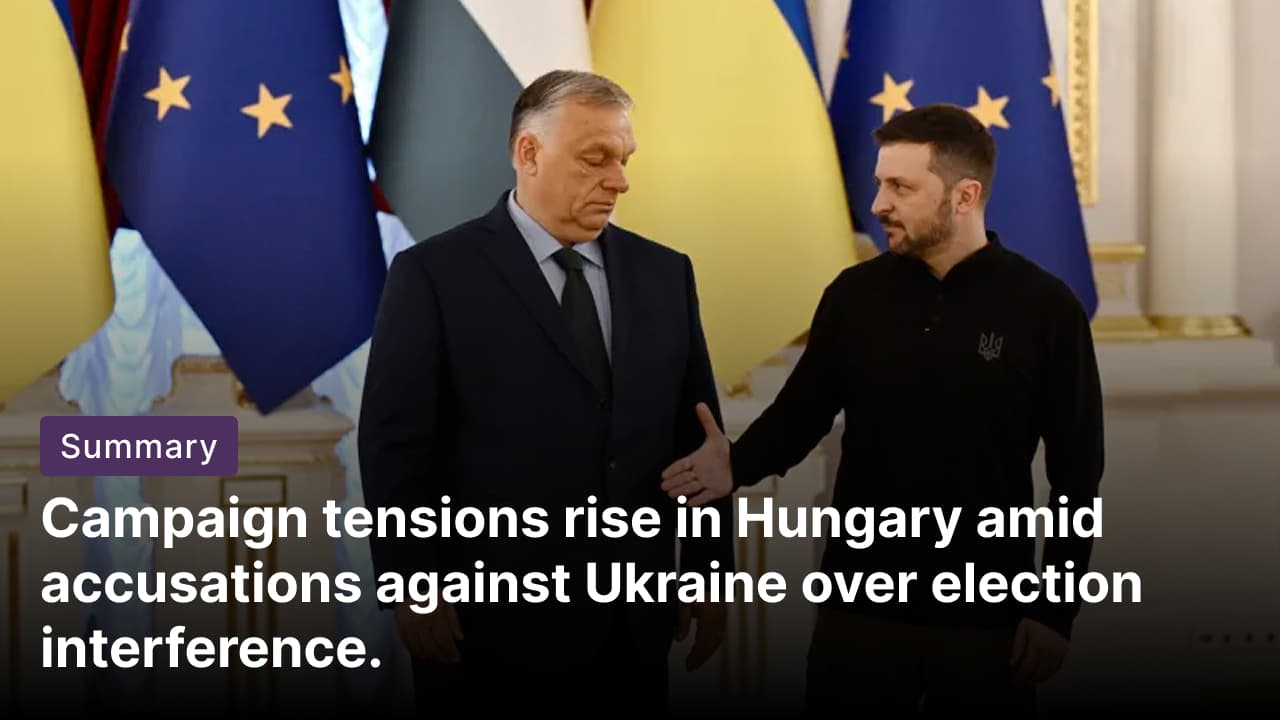 Summary
Campaign tensions rise in Hungary amid
accusations against Ukraine over election
interference.